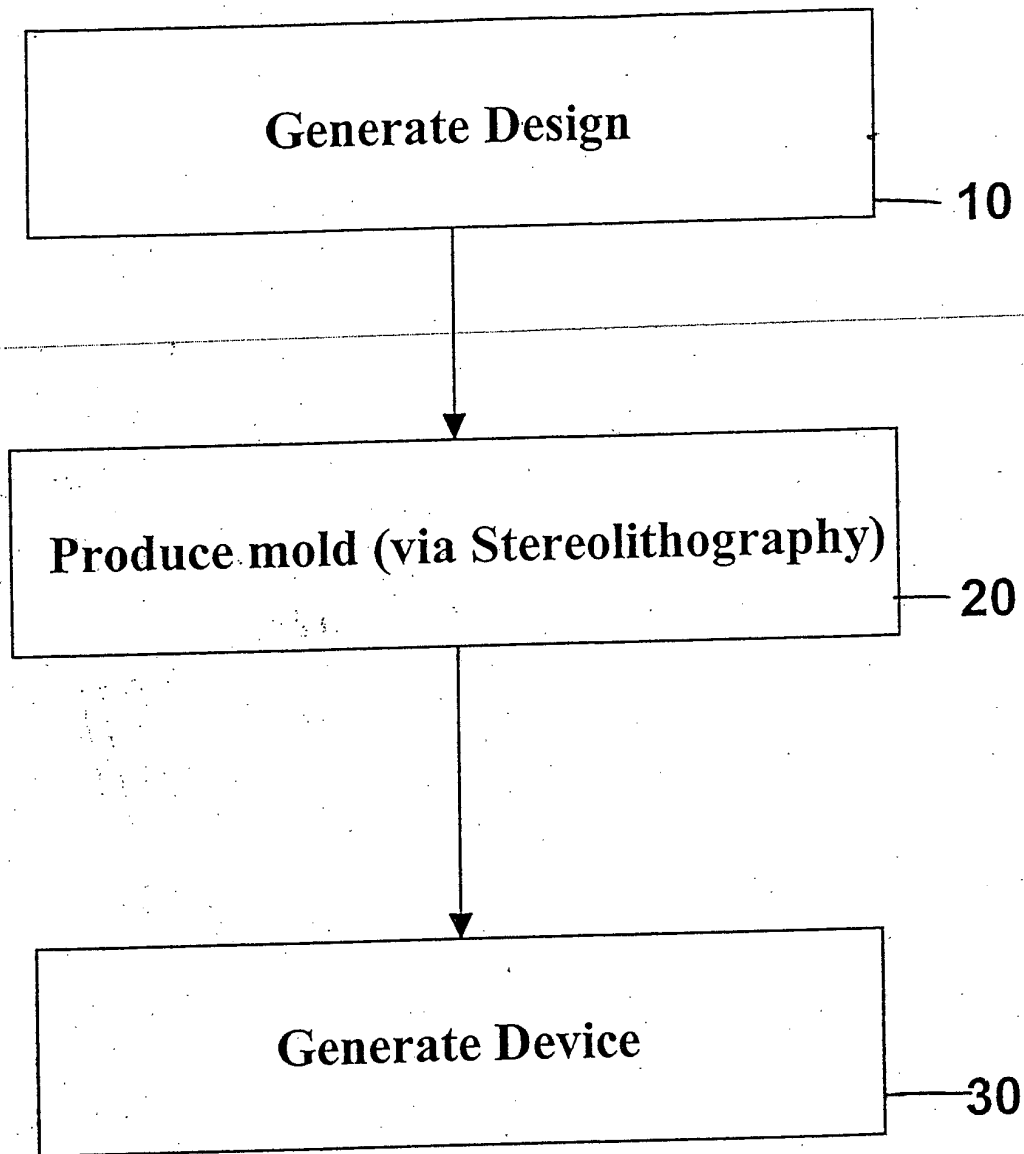 Generate Design
10
Produce mold (via Stereolithography)
20
Generate Device
30